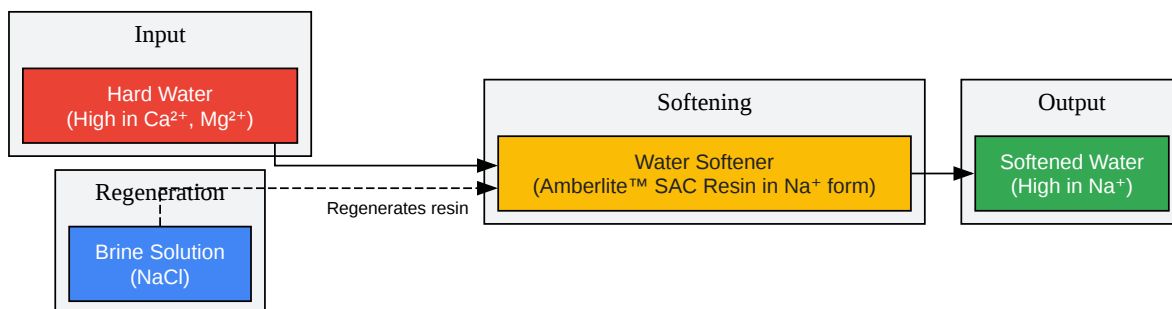 Input
Hard Water
(High in Ca²⁺, Mg²⁺)
Regeneration
Brine Solution
(NaCl)
Regenerates resin
Softening
Water Softener
(Amberlite™ SAC Resin in Na⁺ form)
Output
Softened Water
(High in Na⁺)